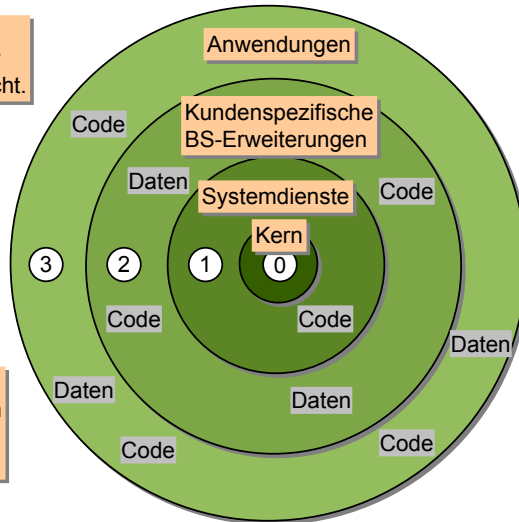 Anwendungen
cht.
Code
Kundenspezifische
BS-Erweiterungen
Daten
Code
Systemdienste
Kern
3
2
1
0
Code
Code
Daten
Daten
Daten
Code
Code